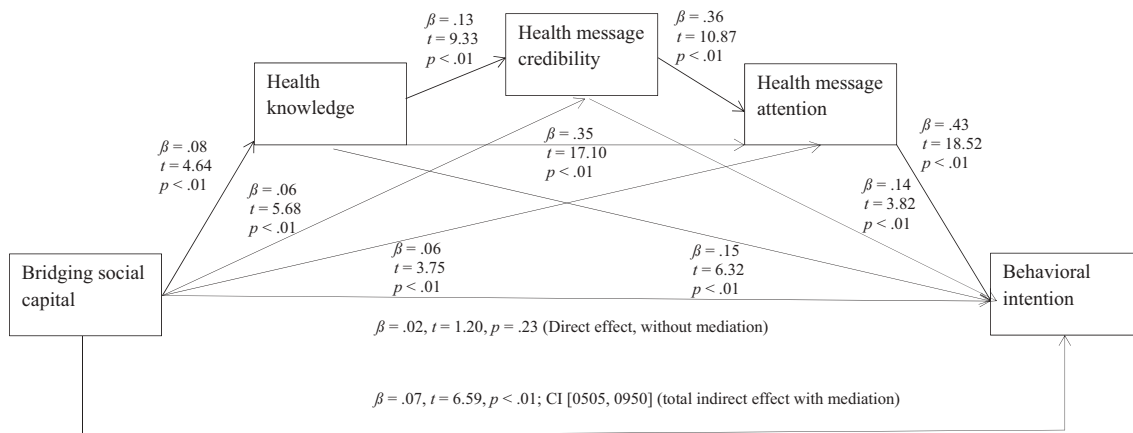 β = .13
t = 9.33
p < .01
Health message
credibility
β = .36
t = 10.87
p < .01
Health
knowledge
Health message
attention
β = .08
t = 4.64
p < .01
β = .35
t = 17.10
p < .01
β = .43
t = 18.52
p < .01
β = .06
t = 5.68
p < .01
β = .14
t = 3.82
p < .01
β = .06
t = 3.75
p < .01
β = .15
t = 6.32
p < .01
Bridging social
capital
Behavioral
intention
β = .02, t = 1.20, p = .23 (Direct effect, without mediation)
β = .07, t = 6.59, p < .01; CI [0505, 0950] (total indirect effect with mediation)